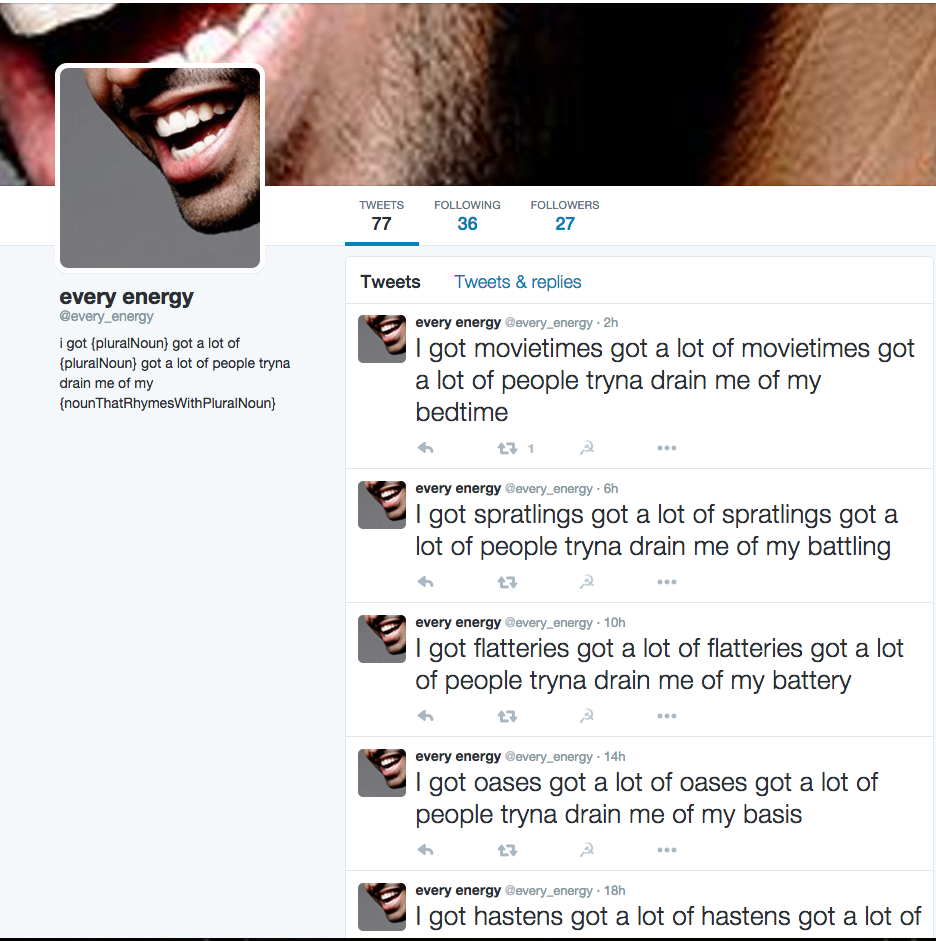 TWEETS FOLLOWING FOLLOWERS
77 36 27
every energy
@every_energy
i got {pluralNoun} got a lot of
{pluralNoun} got a lot of people tryna
drain me of my
{nounThatRhymesWithPluralNoun}
Tweets Tweets & replies
every energy @every_energy · 2h
I got movietimes got a lot of movietimes got
a lot of people tryna drain me of my
bedtime
1
every energy @every_energy · 6h
I got spratlings got a lot of spratlings got a
lot of people tryna drain me of my battling
every energy @every_energy · 10h
I got flatteries got a lot of flatteries got a lot
of people tryna drain me of my battery
every energy @every_energy · 14h
I got oases got a lot of oases got a lot of
people tryna drain me of my basis
every energy @every_energy · 18h
I got hastens got a lot of hastens got a lot of